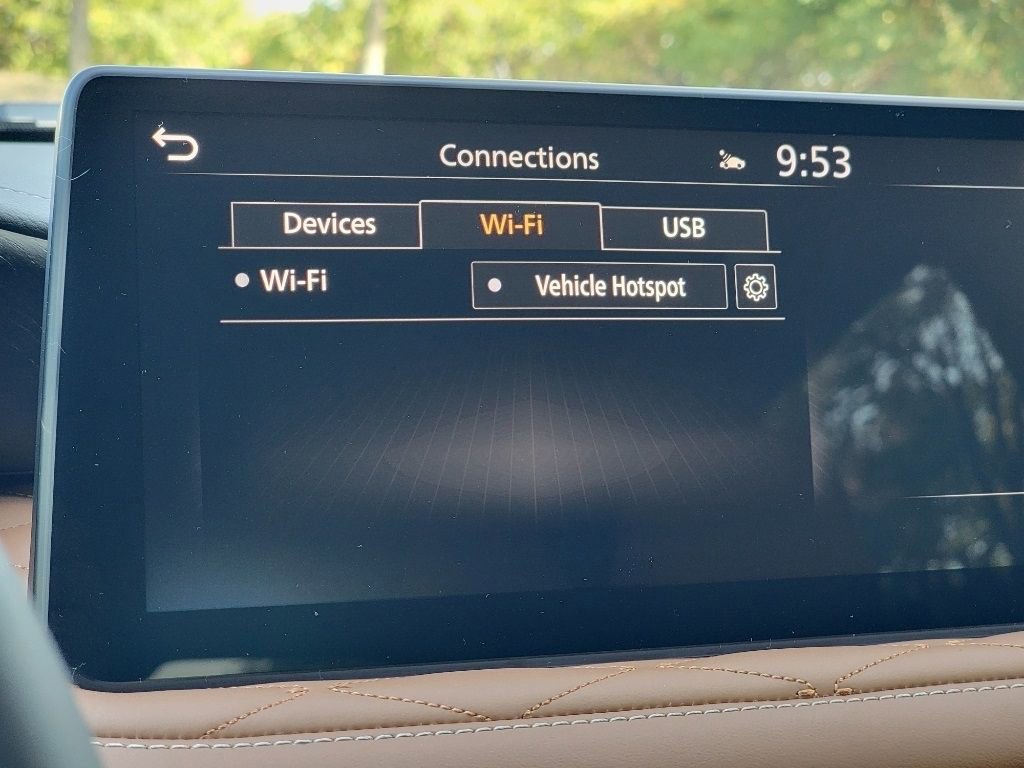 Connections 9:53
Devices Wi-Fi USB
Wi-Fi Vehicle Hotspot